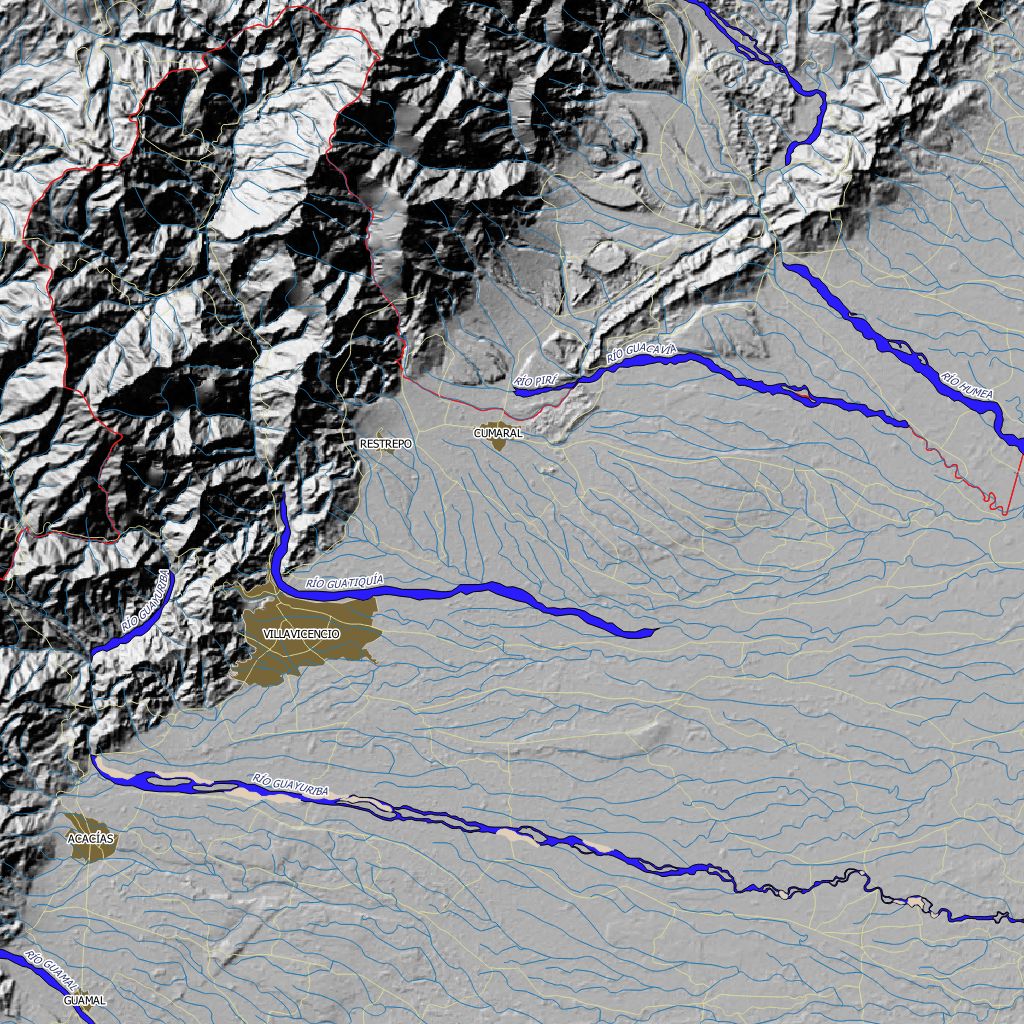 RÍO GUACAVÍA
RÍO PIRÍ
RÍO HUMEA
CUMARAL
RESTREPO
RÍO GUATIQUÍA
RÍO GUAYURIBA
VILLAVICENCIO
RÍO GUAYURIBA
ACACÍAS
RÍO GUAMAL
GUAMAL